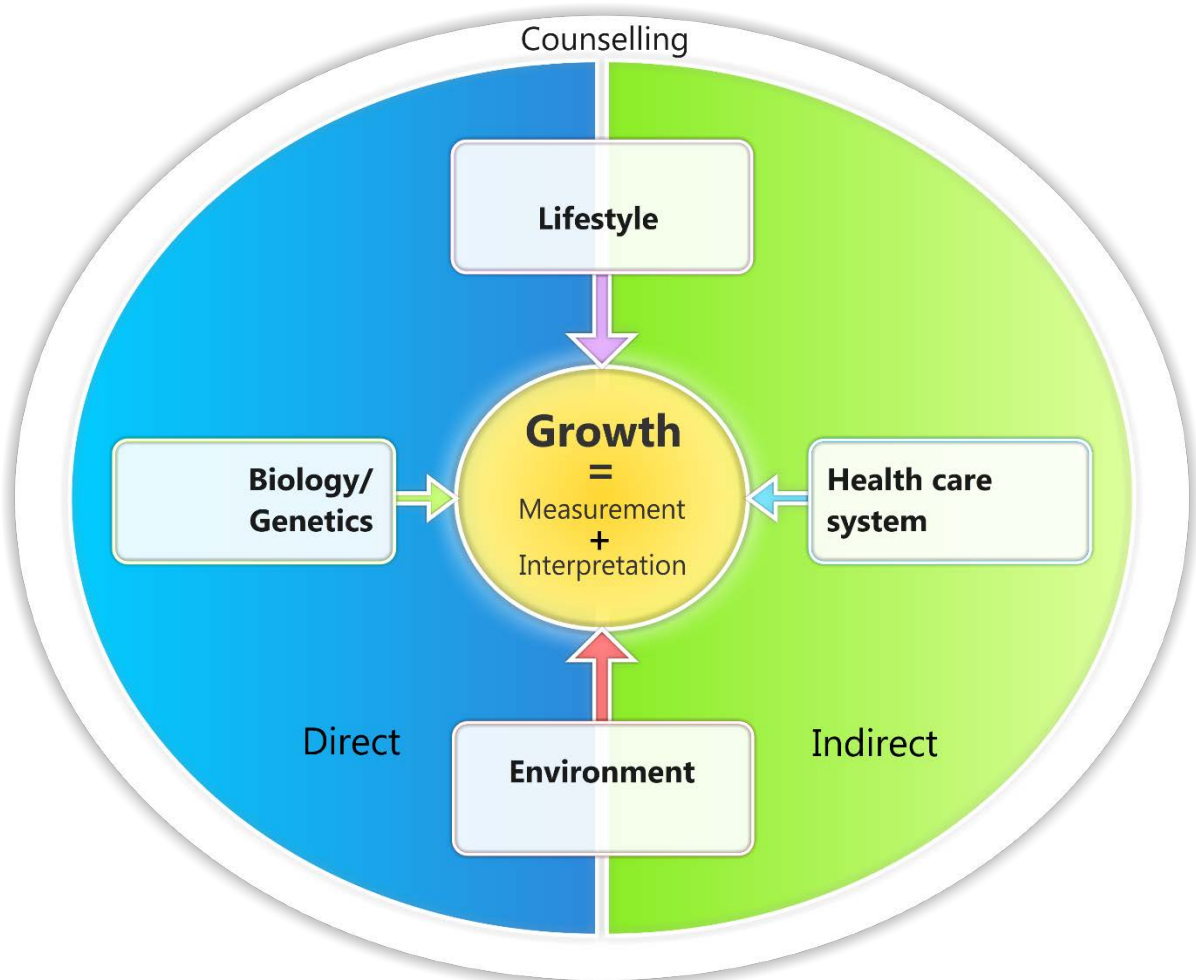 Counselling
Lifestyle
Growth
=
Measurement
+
Interpretation
Biology/
Genetics
Health care
system
Direct
Indirect
Environment